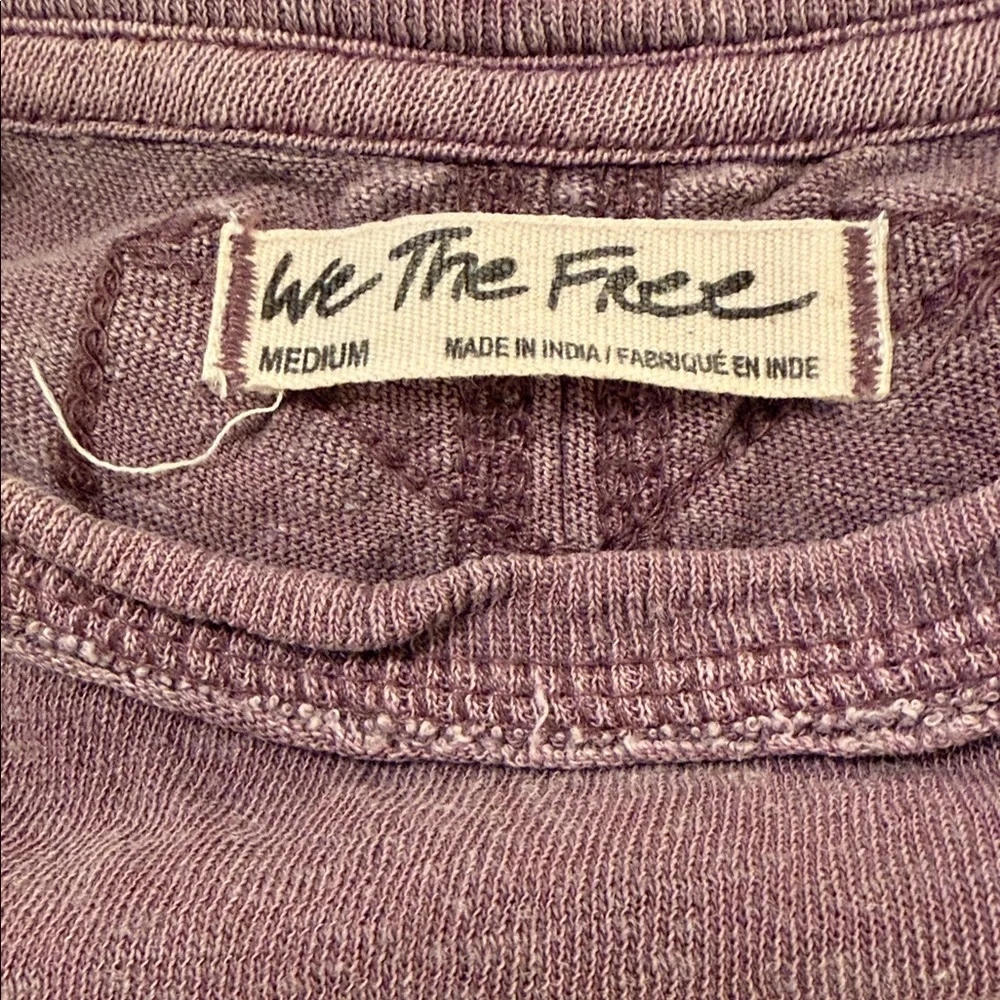 We The Free
MEDIUM MADE IN INDIA / FABRIQUÉ EN INDE